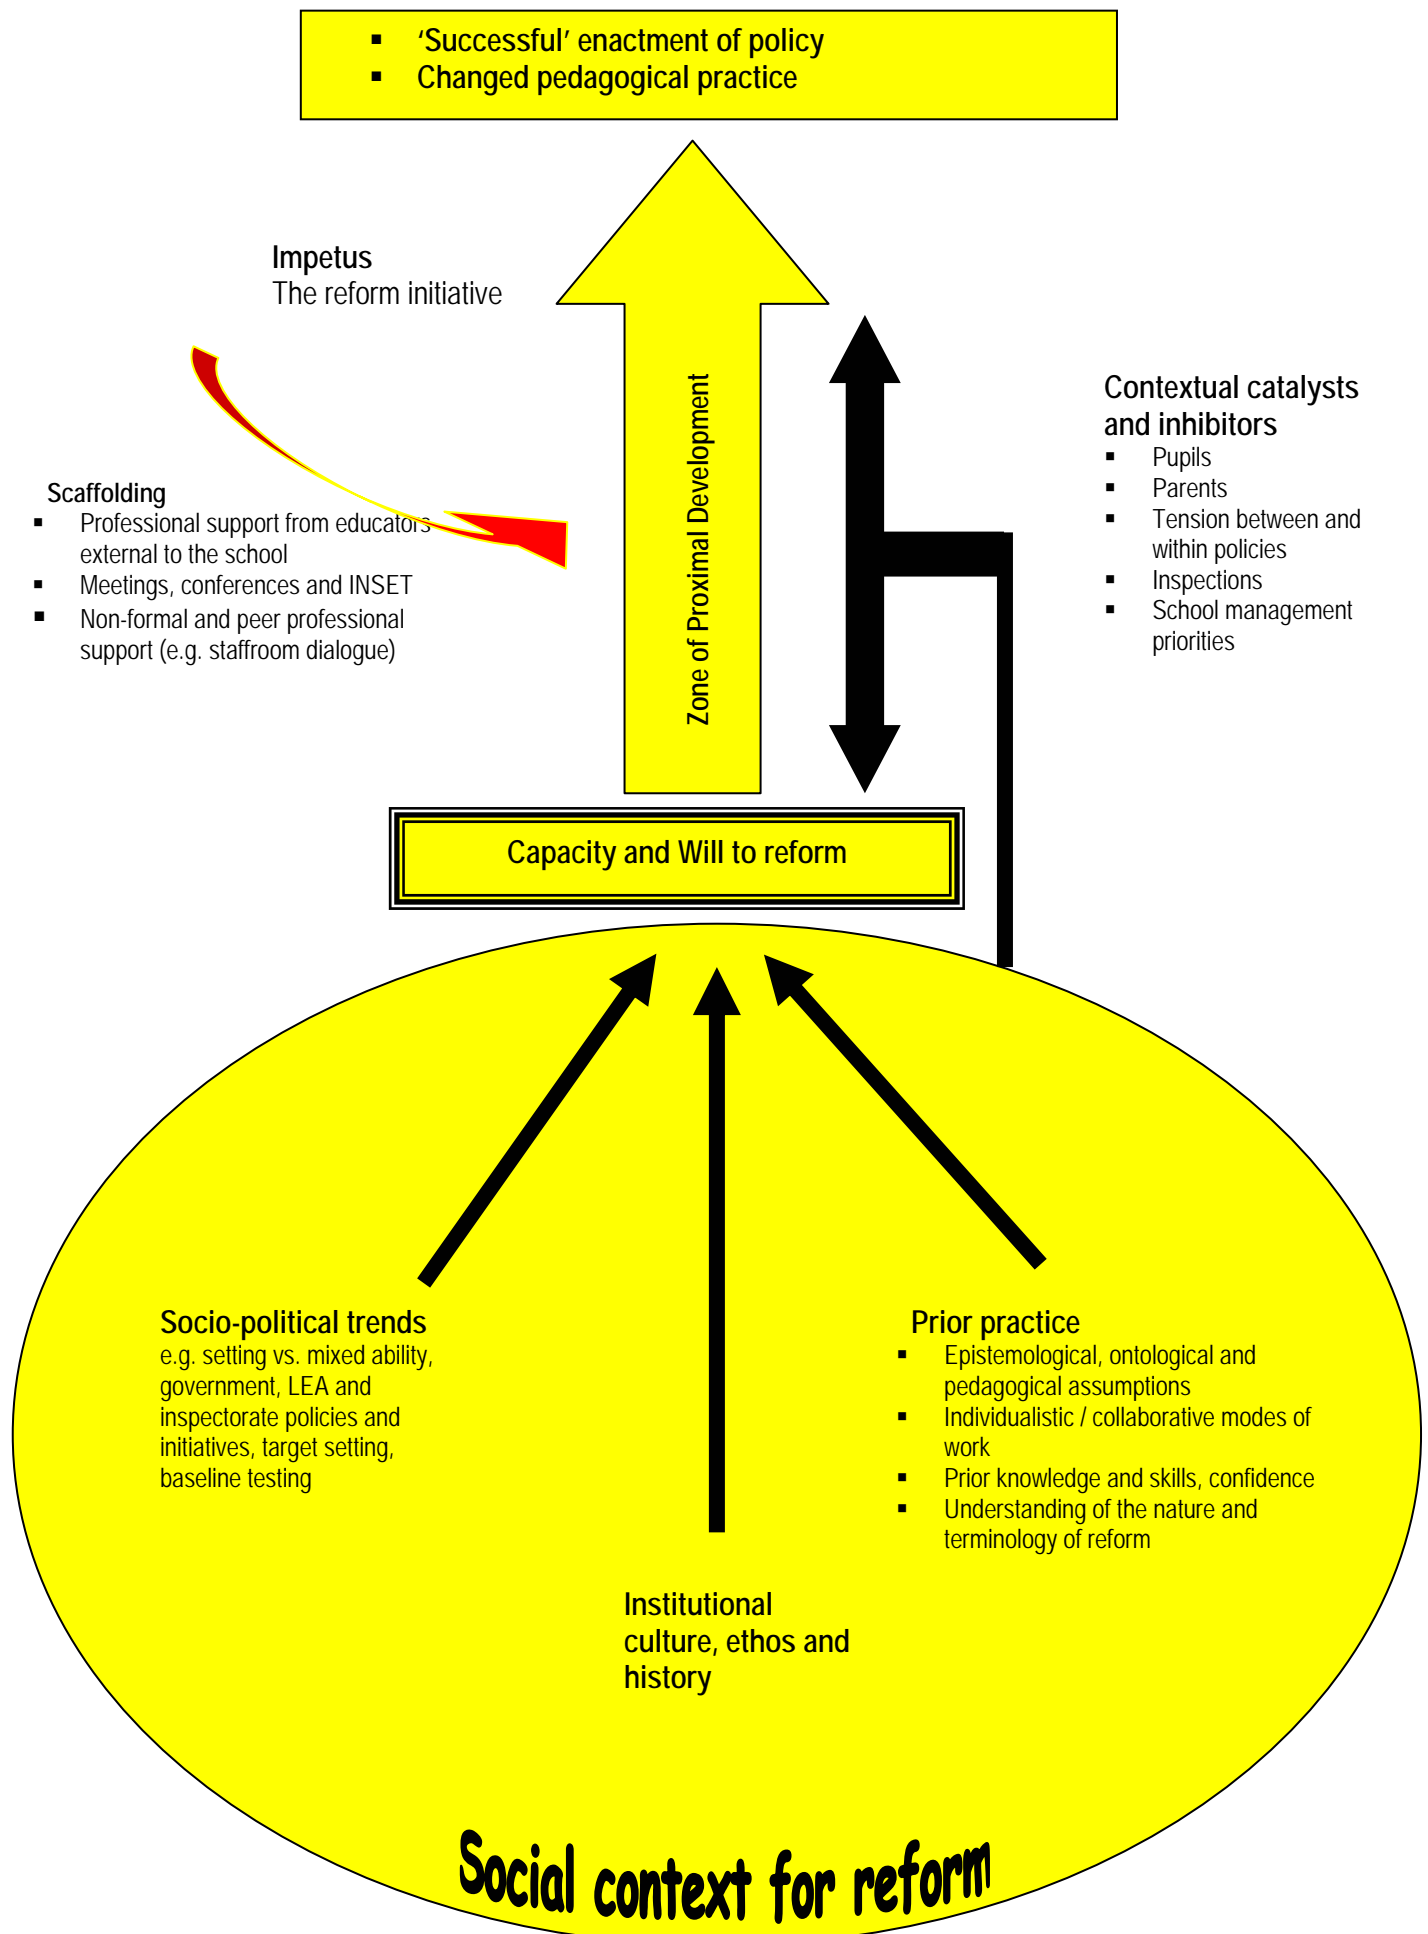 ▪ ‘Successful’ enactment of policy
▪ Changed pedagogical practice
Impetus
The reform initiative
Zone of Proximal Development
Contextual catalysts
and inhibitors
▪ Pupils
▪ Parents
▪ Tension between and
within policies
▪ Inspections
▪ School management
priorities
Scaffolding
▪ Professional support from educators
external to the school
▪ Meetings, conferences and INSET
▪ Non-formal and peer professional
support (e.g. staffroom dialogue)
Capacity and Will to reform
Socio-political trends
e.g. setting vs. mixed ability,
government, LEA and
inspectorate policies and
initiatives, target setting,
baseline testing
Prior practice
▪ Epistemological, ontological and
pedagogical assumptions
▪ Individualistic / collaborative modes of
work
▪ Prior knowledge and skills, confidence
▪ Understanding of the nature and
terminology of reform
Institutional
culture, ethos and
history
Social context for reform